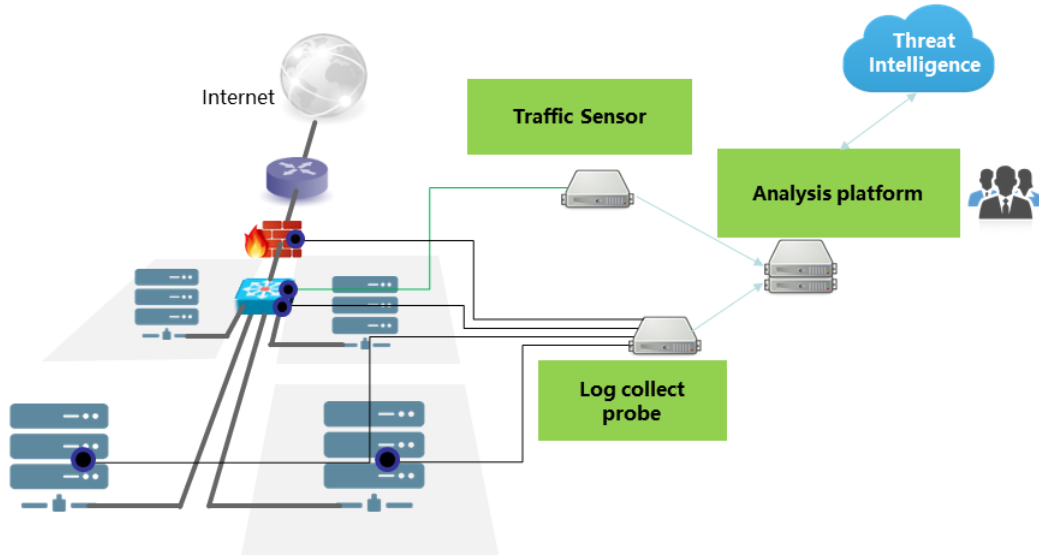 Threat
Intelligence
Internet
Traffic Sensor
Analysis platform
Log collect
probe